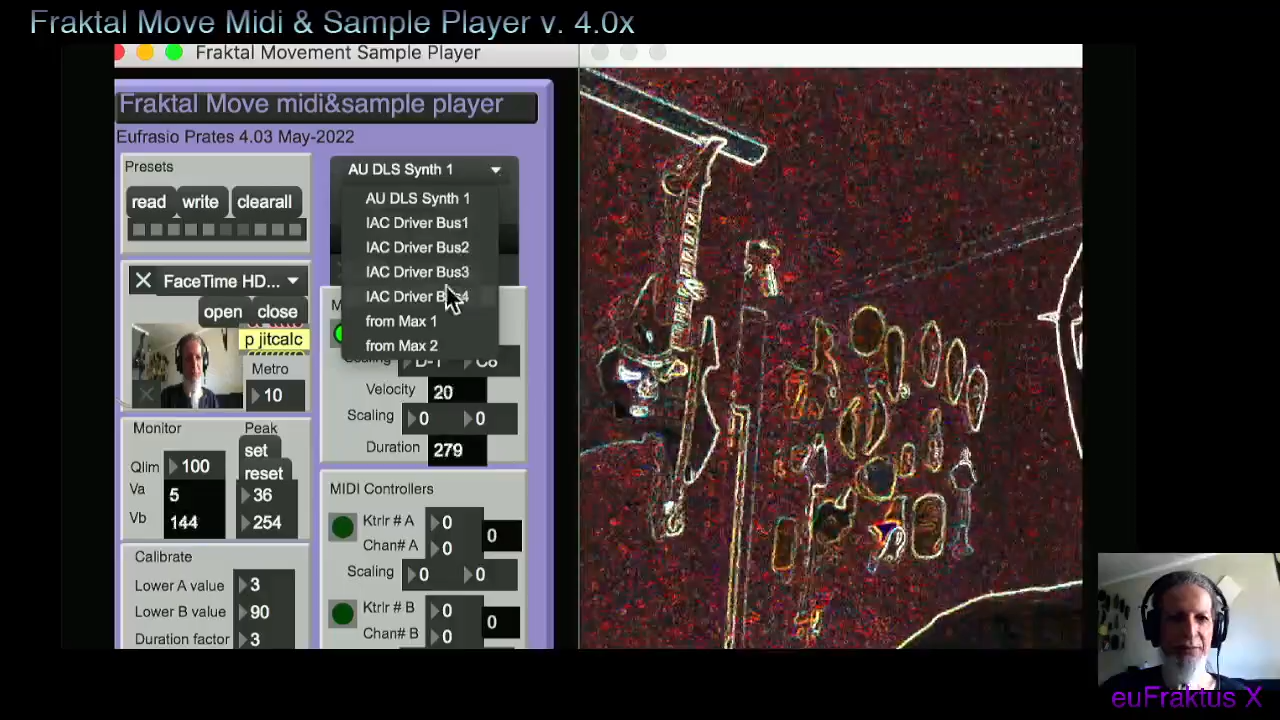 Fraktal Move Midi & Sample Player v. 4.0x
Fraktal Movement Sample Player
Fraktal Move midi&sample player
Eufrasio Prates 4.03 May-2022
Presets
read write clearall
AU DLS Synth 1
AU DLS Synth 1
IAC Driver Bus1
IAC Driver Bus2
IAC Driver Bus3
IAC Driver
from Max 1
from Max 2
FaceTime HD...
open close
p jitcalc
Metro
10
Monitor
Peak
set
reset
Qlim 100
Va 5 36
Vb 144 254
Calibrate
Lower A value 3
Lower B value 90
Duration factor 3
Velocity 20
Scaling 0 0
Duration 279
MIDI Controllers
Ktrlr # A 0
Chan# A 0
0
Scaling 0 0
Ktrlr # B 0
Chan# B 0
0
euFraktus X